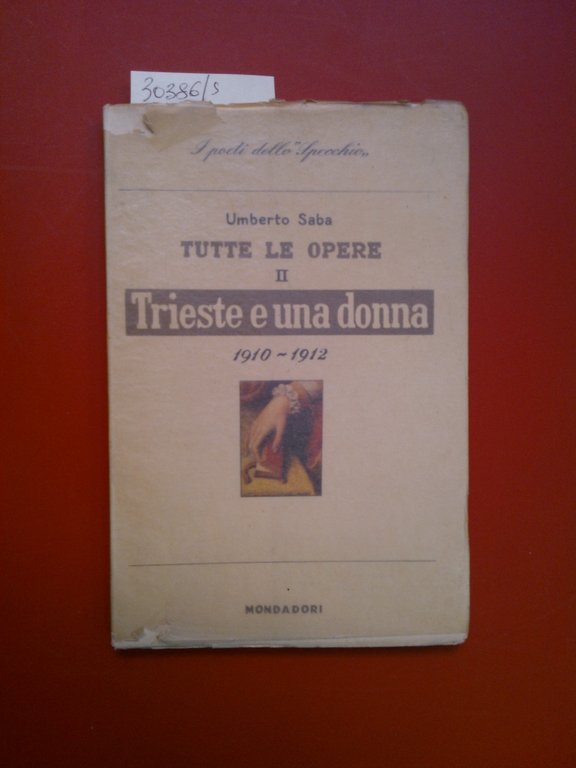 30386/s
I poeti dello "Specchio„
Umberto Saba
TUTTE LE OPERE
II
Trieste e una donna
1910~1912
MONDADORI